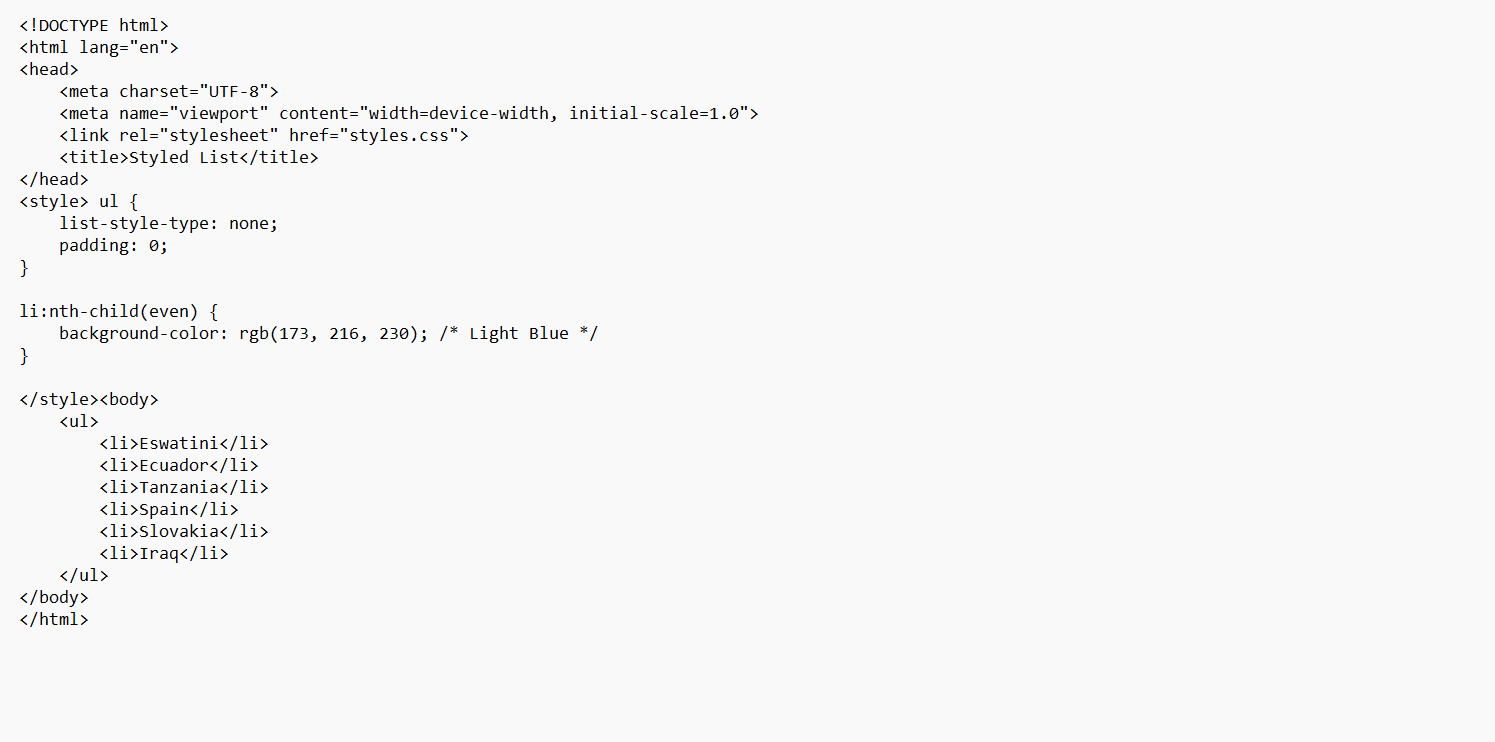 <!DOCTYPE html>
<html lang="en">
<head>
    <meta charset="UTF-8">
    <meta name="viewport" content="width=device-width, initial-scale=1.0">
    <link rel="stylesheet" href="styles.css">
    <title>Styled List</title>
</head>
<style> ul {
    list-style-type: none;
    padding: 0;
}

li:nth-child(even) {
    background-color: rgb(173, 216, 230); /* Light Blue */
}

</style><body>
    <ul>
        <li>Eswatini</li>
        <li>Ecuador</li>
        <li>Tanzania</li>
        <li>Spain</li>
        <li>Slovakia</li>
        <li>Iraq</li>
    </ul>
</body>
</html>